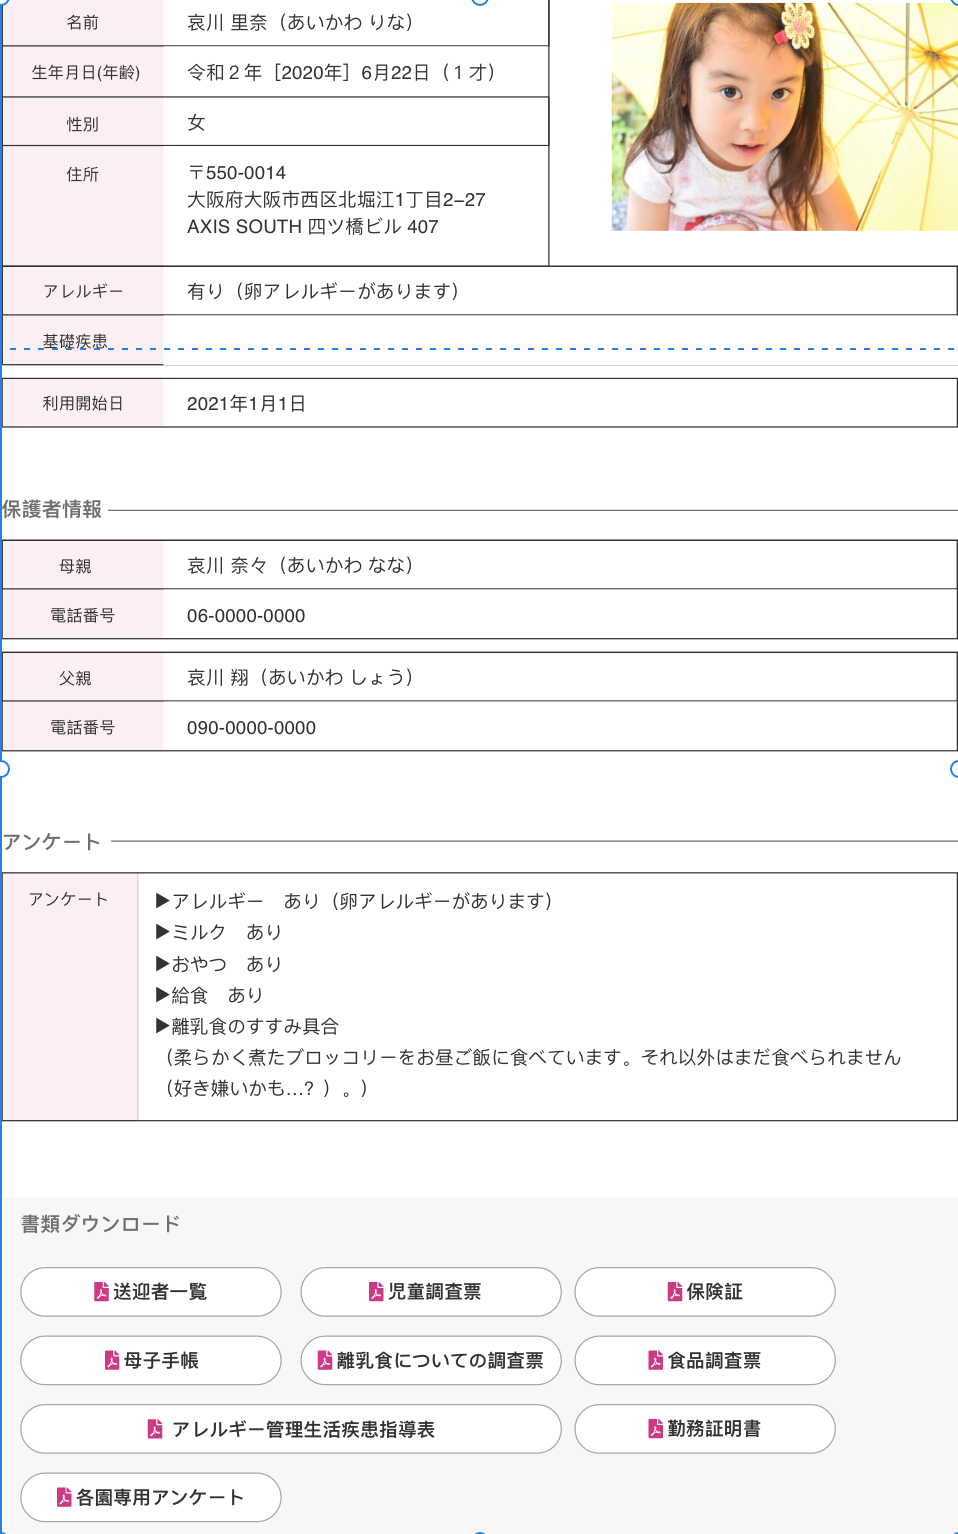 名前 哀川 里奈（あいかわ りな）
生年月日(年齢) 令和２年［2020年］6月22日（１才）
性別 女
住所 〒550-0014
大阪府大阪市西区北堀江1丁目2−27
AXIS SOUTH 四ツ橋ビル 407
アレルギー 有り（卵アレルギーがあります）
基礎疾患
利用開始日 2021年1月1日
保護者情報
母親 哀川 奈々（あいかわ なな）
電話番号 06-0000-0000
父親 哀川 翔（あいかわ しょう）
電話番号 090-0000-0000
アンケート
アンケート ▶アレルギー　あり（卵アレルギーがあります）
▶ミルク　あり
▶おやつ　あり
▶給食　あり
▶離乳食のすすみ具合
（柔らかく煮たブロッコリーをお昼ご飯に食べています。それ以外はまだ食べられません
（好き嫌いかも...？）。）
書類ダウンロード
送迎者一覧 児童調査票 保険証
母子手帳 離乳食についての調査票 食品調査票
アレルギー管理生活疾患指導表 勤務証明書
各園専用アンケート